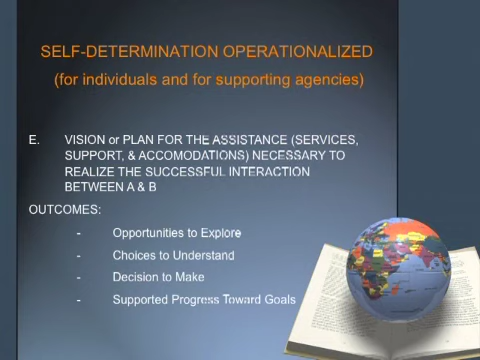 SELF-DETERMINATION OPERATIONALIZED
(for individuals and for supporting agencies)
E. VISION or PLAN FOR THE ASSISTANCE (SERVICES,
SUPPORT, & ACCOMODATIONS) NECESSARY TO
REALIZE THE SUCCESSFUL INTERACTION
BETWEEN A & B
OUTCOMES:
- Opportunities to Explore
- Choices to Understand
- Decision to Make
- Supported Progress Toward Goals